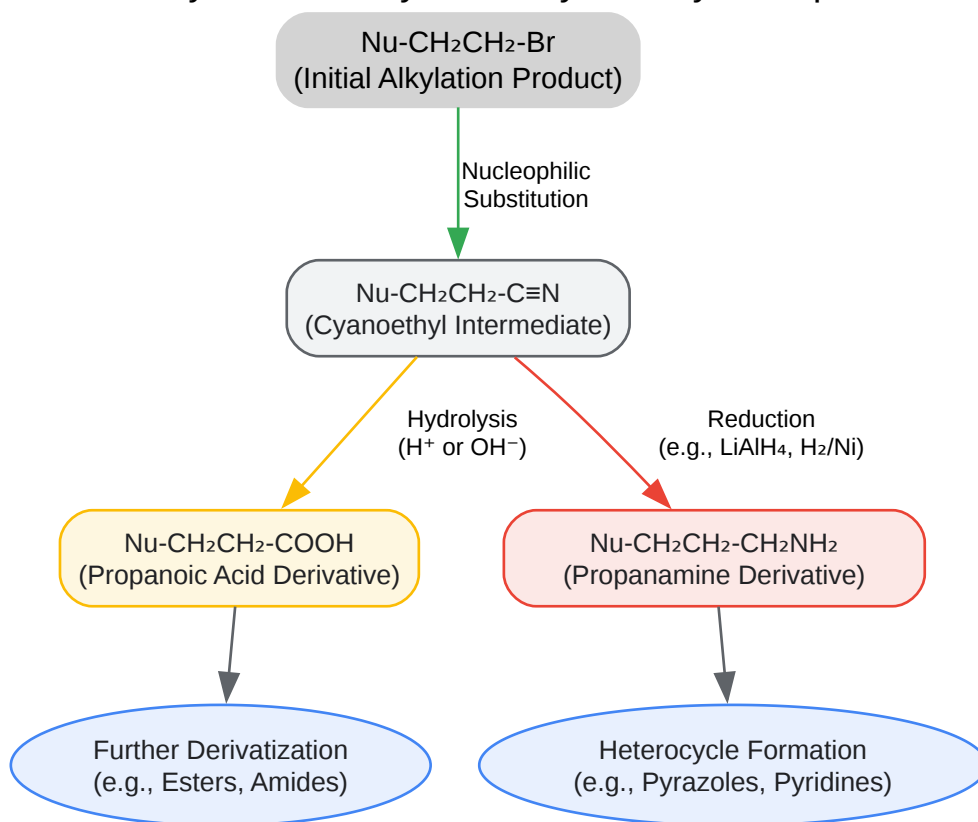 Nu-CH₂CH₂-Br
(Initial Alkylation Product)
Nucleophilic
Substitution
Nu-CH₂CH₂-C≡N
(Cyanoethyl Intermediate)
Hydrolysis
(H⁺ or OH⁻)
Reduction
(e.g., LiAlH₄, H₂/Ni)
Nu-CH₂CH₂-COOH
(Propanoic Acid Derivative)
Nu-CH₂CH₂-CH₂NH₂
(Propanamine Derivative)
Further Derivatization
(e.g., Esters, Amides)
Heterocycle Formation
(e.g., Pyrazoles, Pyridines)